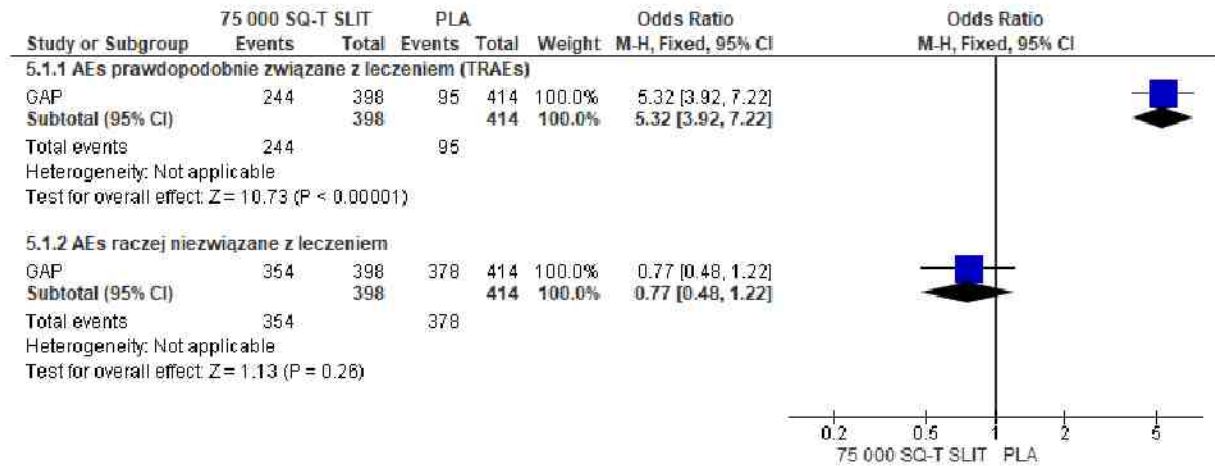 75 000 SQ-T SLIT PLA Odds Ratio Odds Ratio
Study or Subgroup Events Total Events Total Weight M-H, Fixed, 95% CI M-H, Fixed, 95% CI
5.1.1 AEs prawdopodobnie związane z leczeniem (TRAEs)
GAP 244 398 95 414 100.0% 5.32 [3.92, 7.22]
Subtotal (95% CI) 398 414 100.0% 5.32 [3.92, 7.22]
Total events 244 95
Heterogeneity: Not applicable
Test for overall effect: Z = 10.73 (P < 0.00001)
5.1.2 AEs raczej niezwiązane z leczeniem
GAP 354 398 378 414 100.0% 0.77 [0.48, 1.22]
Subtotal (95% CI) 398 414 100.0% 0.77 [0.48, 1.22]
Total events 354 378
Heterogeneity: Not applicable
Test for overall effect: Z = 1.13 (P = 0.26)
0.2 0.5 1 2 5
75 000 SQ-T SLIT PLA